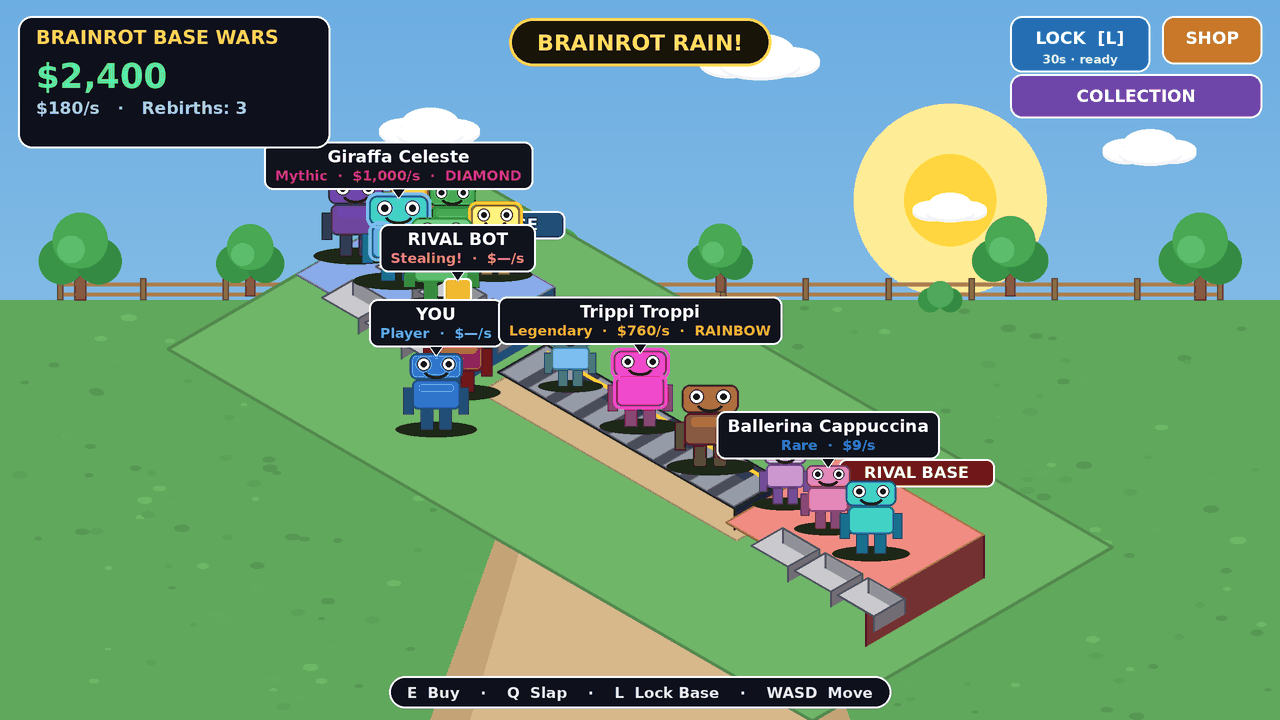 BRAINROT BASE WARS
$2,400
$180/s · Rebirths: 3
BRAINROT RAIN!
LOCK [L]
30s · ready
SHOP
COLLECTION
Giraffa Celeste
Mythic · $1,000/s · DIAMOND
RIVAL BOT
Stealing! · $—/s
YOU
Player · $—/s
Trippi Troppi
Legendary · $760/s · RAINBOW
Ballerina Cappuccina
Rare · $9/s
RIVAL BASE
E Buy · Q Slap · L Lock Base · WASD Move